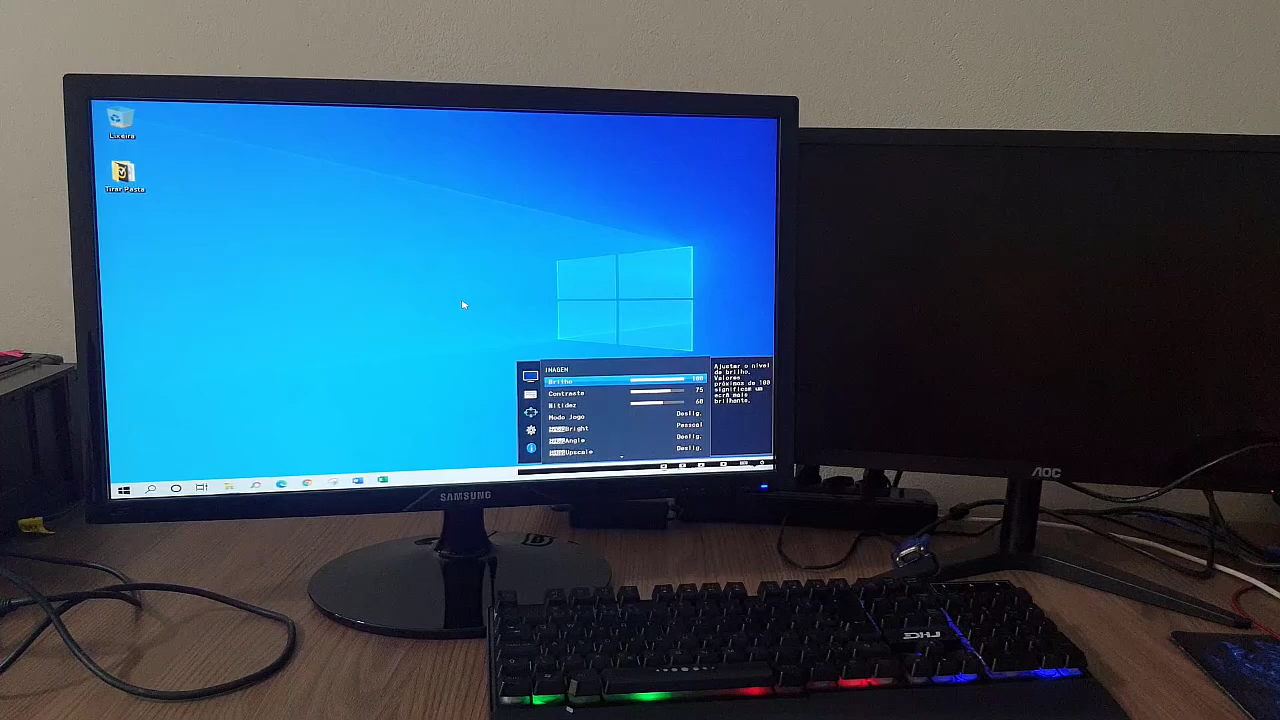 Lixeira
Tirar Pasta
IMAGEM
Brilho 100
Contraste 75
Nitidez 60
Modo Jogo Deslig.
Bright Pessoal
Angle Deslig.
Upscale Deslig.
Ajustar o nível
de brilho.
Valores
próximos de 100
significam um
ecrã mais
brilhante.
SAMSUNG
AOC